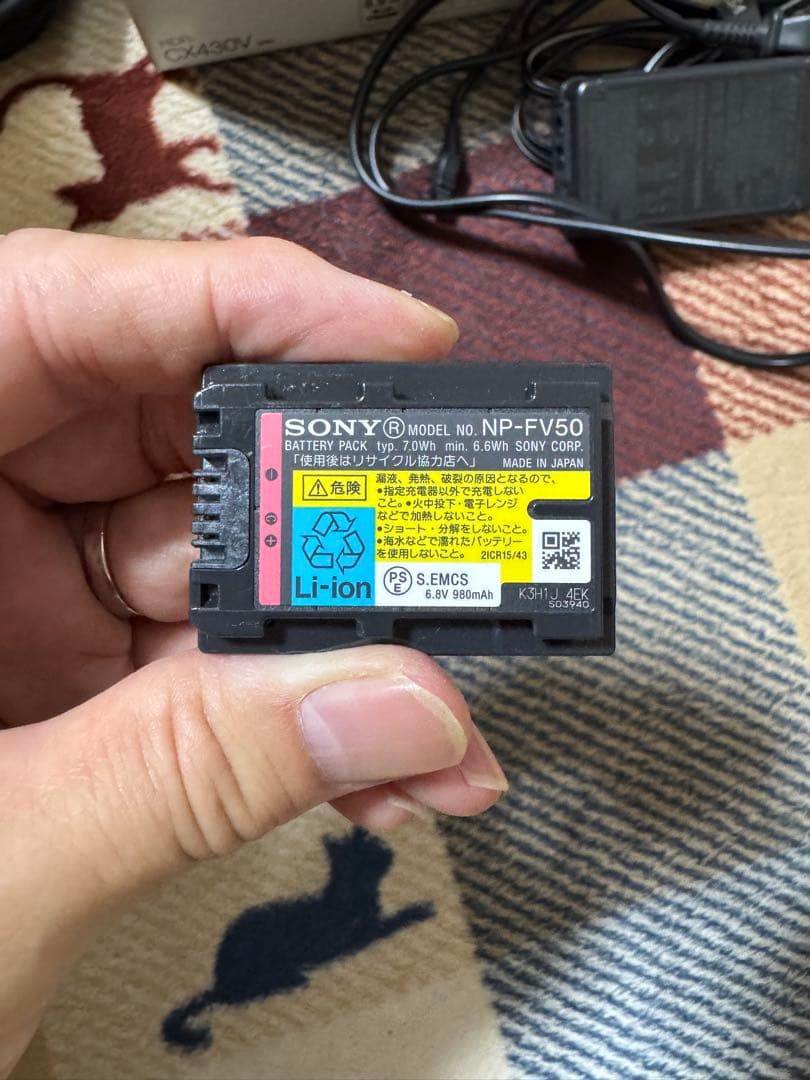 CX430V
SONY® MODEL NO. NP-FV50
BATTERY PACK typ. 7.0Wh min. 6.6Wh SONY CORP.
「使用後はリサイクル協力店へ」 MADE IN JAPAN
⚠危険
漏液、発熱、破裂の原因となるので、
•指定充電器以外で充電しない
こと。•火中投下・電子レンジ
などで加熱しないこと。
•ショート・分解をしないこと。
•海水などで濡れたバッテリー
を使用しないこと。 2ICR15/43
⊖
C
⊕
Li-ion
PSE S.EMCS
6.8V 980mAh
K3H1J 4EK
S03940